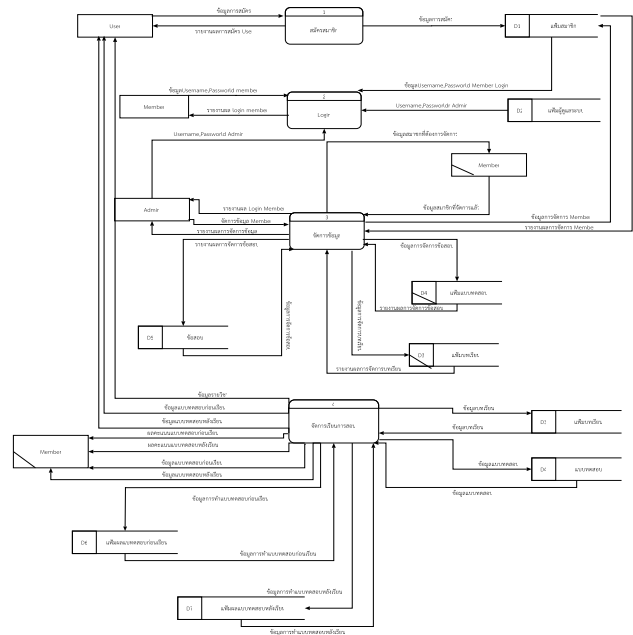 ข้อมูลการสมัคร
1
User
สมัครสมาชิก
ข้อมูลการสมัคร
D1
แฟ้มสมาชิก
รายงานผลการสมัคร Use
ข้อมูลUsername,Password member
ข้อมูลUsername,Password Member Login
2
Member
Login
รายงานผล login member
Username,Password Admir
D2
แฟ้มผู้ดูแลระบบ
Username,Password Admir
ข้อมูลสมาชิกที่ต้องการจัดการ
Member
Admir
รายงานผล Login Member
ข้อมูลสมาชิกที่จัดการแล้ว
3
จัดการข้อมูล
จัดการข้อมูล Member
ข้อมูลการจัดการ Membe
รายงานผลการจัดการข้อมูล
รายงานผลการจัดการ Membe
รายงานผลการจัดการข้อสอบ
ข้อมูลการจัดการข้อสอบ
D4
แฟ้มแบบทดสอบ
รายงานผลการจัดการข้อสอบ
D5
ข้อสอบ
D3
แฟ้มบทเรียน
รายงานผลการจัดการบทเรียน
ข้อมูลรายวิชา
4
จัดการเรียนการสอน
ข้อมูลแบบทดสอบก่อนเรียน
ข้อมูลบทเรียน
D3
แฟ้มบทเรียน
ข้อมูลแบบทดสอบหลังเรียน
ข้อมูลบทเรียน
ผลคะแนนแบบทดสอบก่อนเรียน
ผลคะแนนแบบทดสอบหลังเรียน
Member
ข้อมูลแบบทดสอบก่อนเรียน
ข้อมูลแบบทดสอบ
D4
แบบทดสอบ
ข้อมูลแบบทดสอบหลังเรียน
ข้อมูลแบบทดสอบ
ข้อมูลการทำแบบทดสอบก่อนเรียน
D6
แฟ้มผลแบบทดสอบก่อนเรียน
ข้อมูลการทำแบบทดสอบก่อนเรียน
ข้อมูลการทำแบบทดสอบหลังเรียน
D7
แฟ้มผลแบบทดสอบหลังเรียน
ข้อมูลการทำแบบทดสอบหลังเรียน